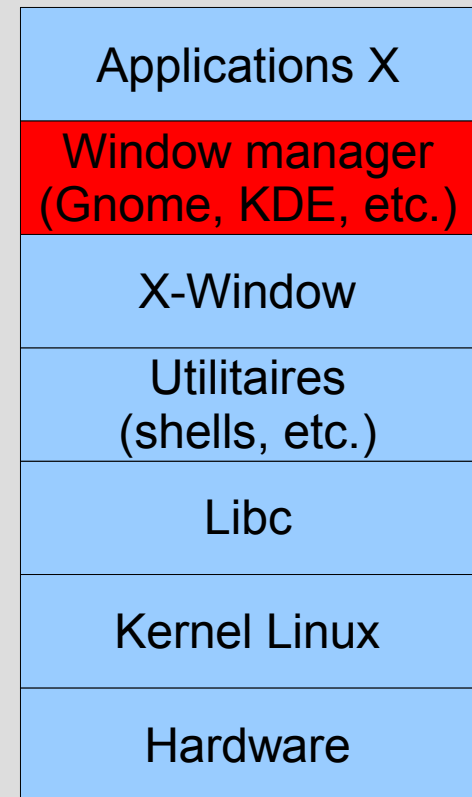 Applications X
Window manager
(Gnome, KDE, etc.)
X-Window
Utilitaires
(shells, etc.)
Libc
Kernel Linux
Hardware